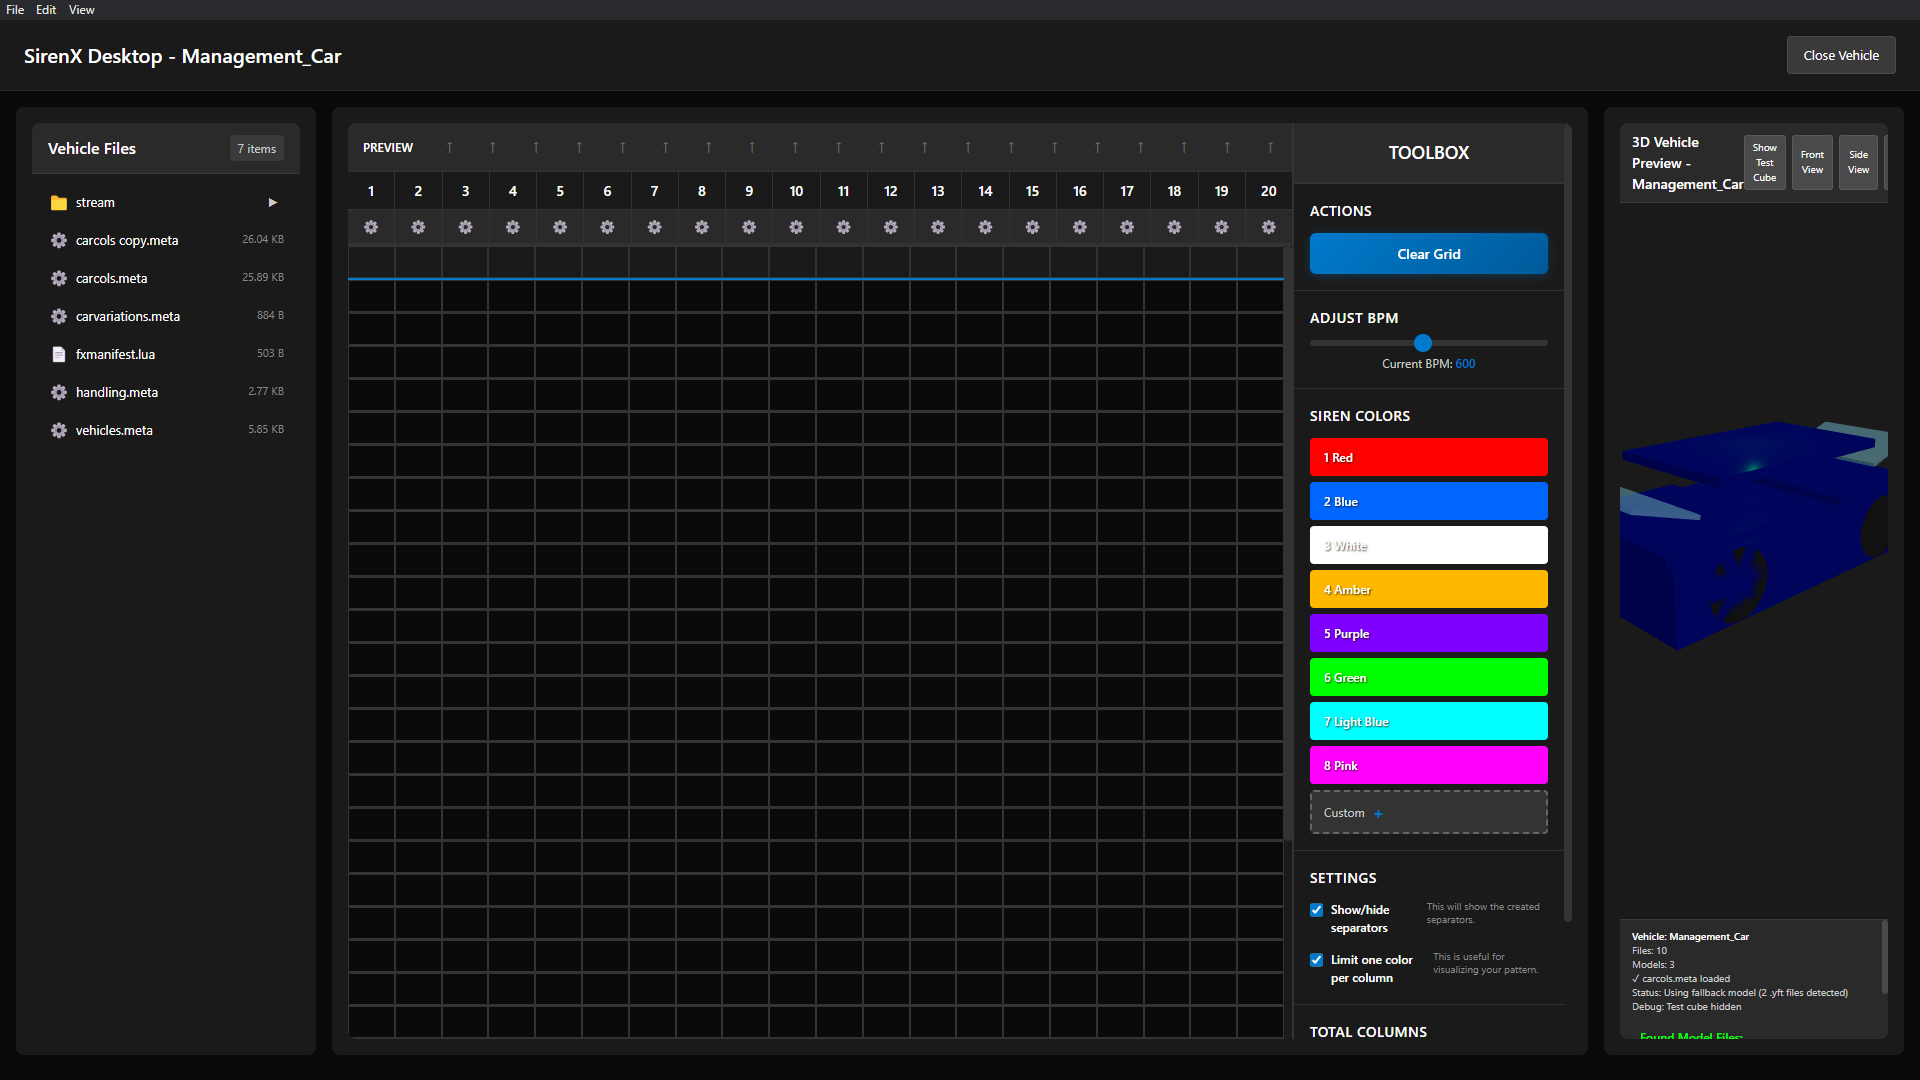 File Edit View
SirenX Desktop - Management_Car
Close Vehicle
Vehicle Files
7 items
stream
carcols copy.meta 26.04 KB
carcols.meta 25.89 KB
carvariations.meta 884 B
fxmanifest.lua 503 B
handling.meta 2.77 KB
vehicles.meta 5.85 KB
PREVIEW ↑ ↑ ↑ ↑ ↑ ↑ ↑ ↑ ↑ ↑ ↑ ↑ ↑ ↑ ↑ ↑ ↑ ↑ ↑ ↑
1 2 3 4 5 6 7 8 9 10 11 12 13 14 15 16 17 18 19 20
TOOLBOX
ACTIONS
Clear Grid
ADJUST BPM
Current BPM: 600
SIREN COLORS
1 Red
2 Blue
3 White
4 Amber
5 Purple
6 Green
7 Light Blue
8 Pink
Custom +
SETTINGS
Show/hide
separators
This will show the created
separators.
Limit one color
per column
This is useful for
visualizing your pattern.
TOTAL COLUMNS
3D Vehicle
Preview -
Management_Car
Show
Test
Cube
Front
View
Side
View
Vehicle: Management_Car
Files: 10
Models: 3
✓ carcols.meta loaded
Status: Using fallback model (2 .yft files detected)
Debug: Test cube hidden
Found Model Files: